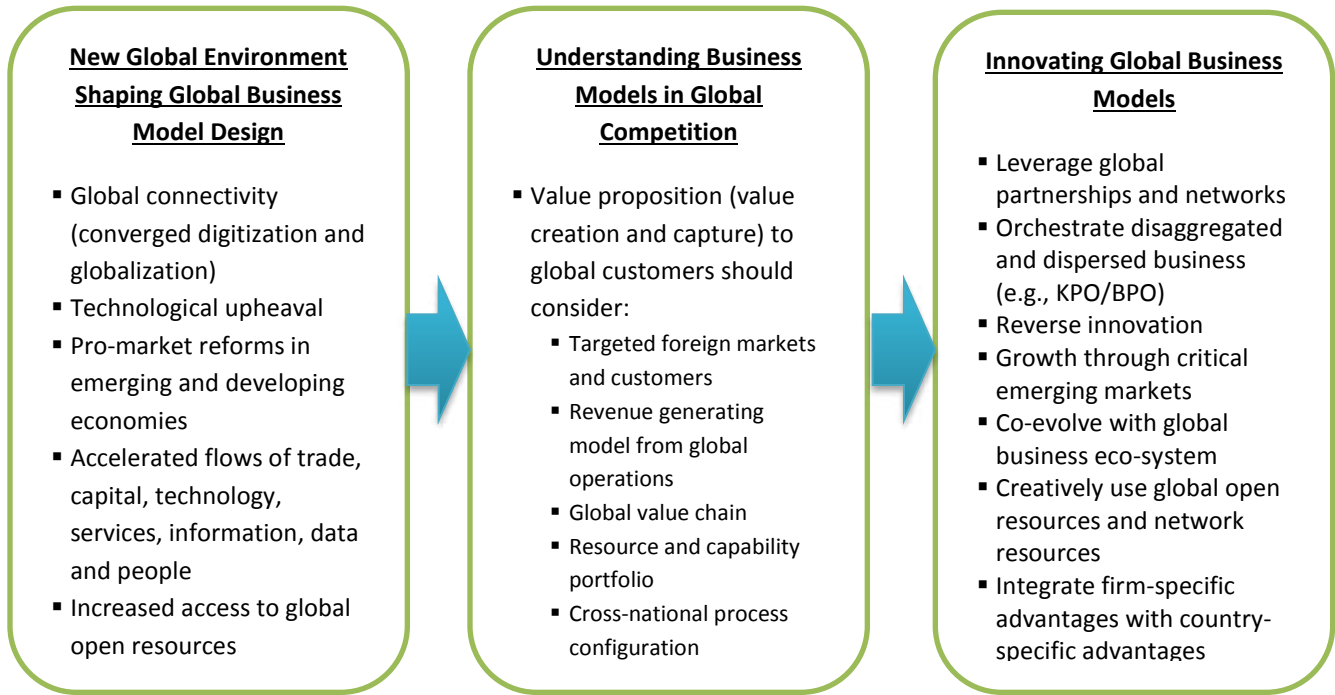 New Global Environment
Shaping Global Business
Model Design
▪ Global connectivity
(converged digitization and
globalization)
▪ Technological upheaval
▪ Pro-market reforms in
emerging and developing
economies
▪ Accelerated flows of trade,
capital, technology,
services, information, data
and people
▪ Increased access to global
open resources
Understanding Business
Models in Global
Competition
▪ Value proposition (value
creation and capture) to
global customers should
consider:
▪ Targeted foreign markets
and customers
▪ Revenue generating
model from global
operations
▪ Global value chain
▪ Resource and capability
portfolio
▪ Cross-national process
configuration
Innovating Global Business
Models
▪ Leverage global
partnerships and networks
▪ Orchestrate disaggregated
and dispersed business
(e.g., KPO/BPO)
▪ Reverse innovation
▪ Growth through critical
emerging markets
▪ Co-evolve with global
business eco-system
▪ Creatively use global open
resources and network
resources
▪ Integrate firm-specific
advantages with country-
specific advantages